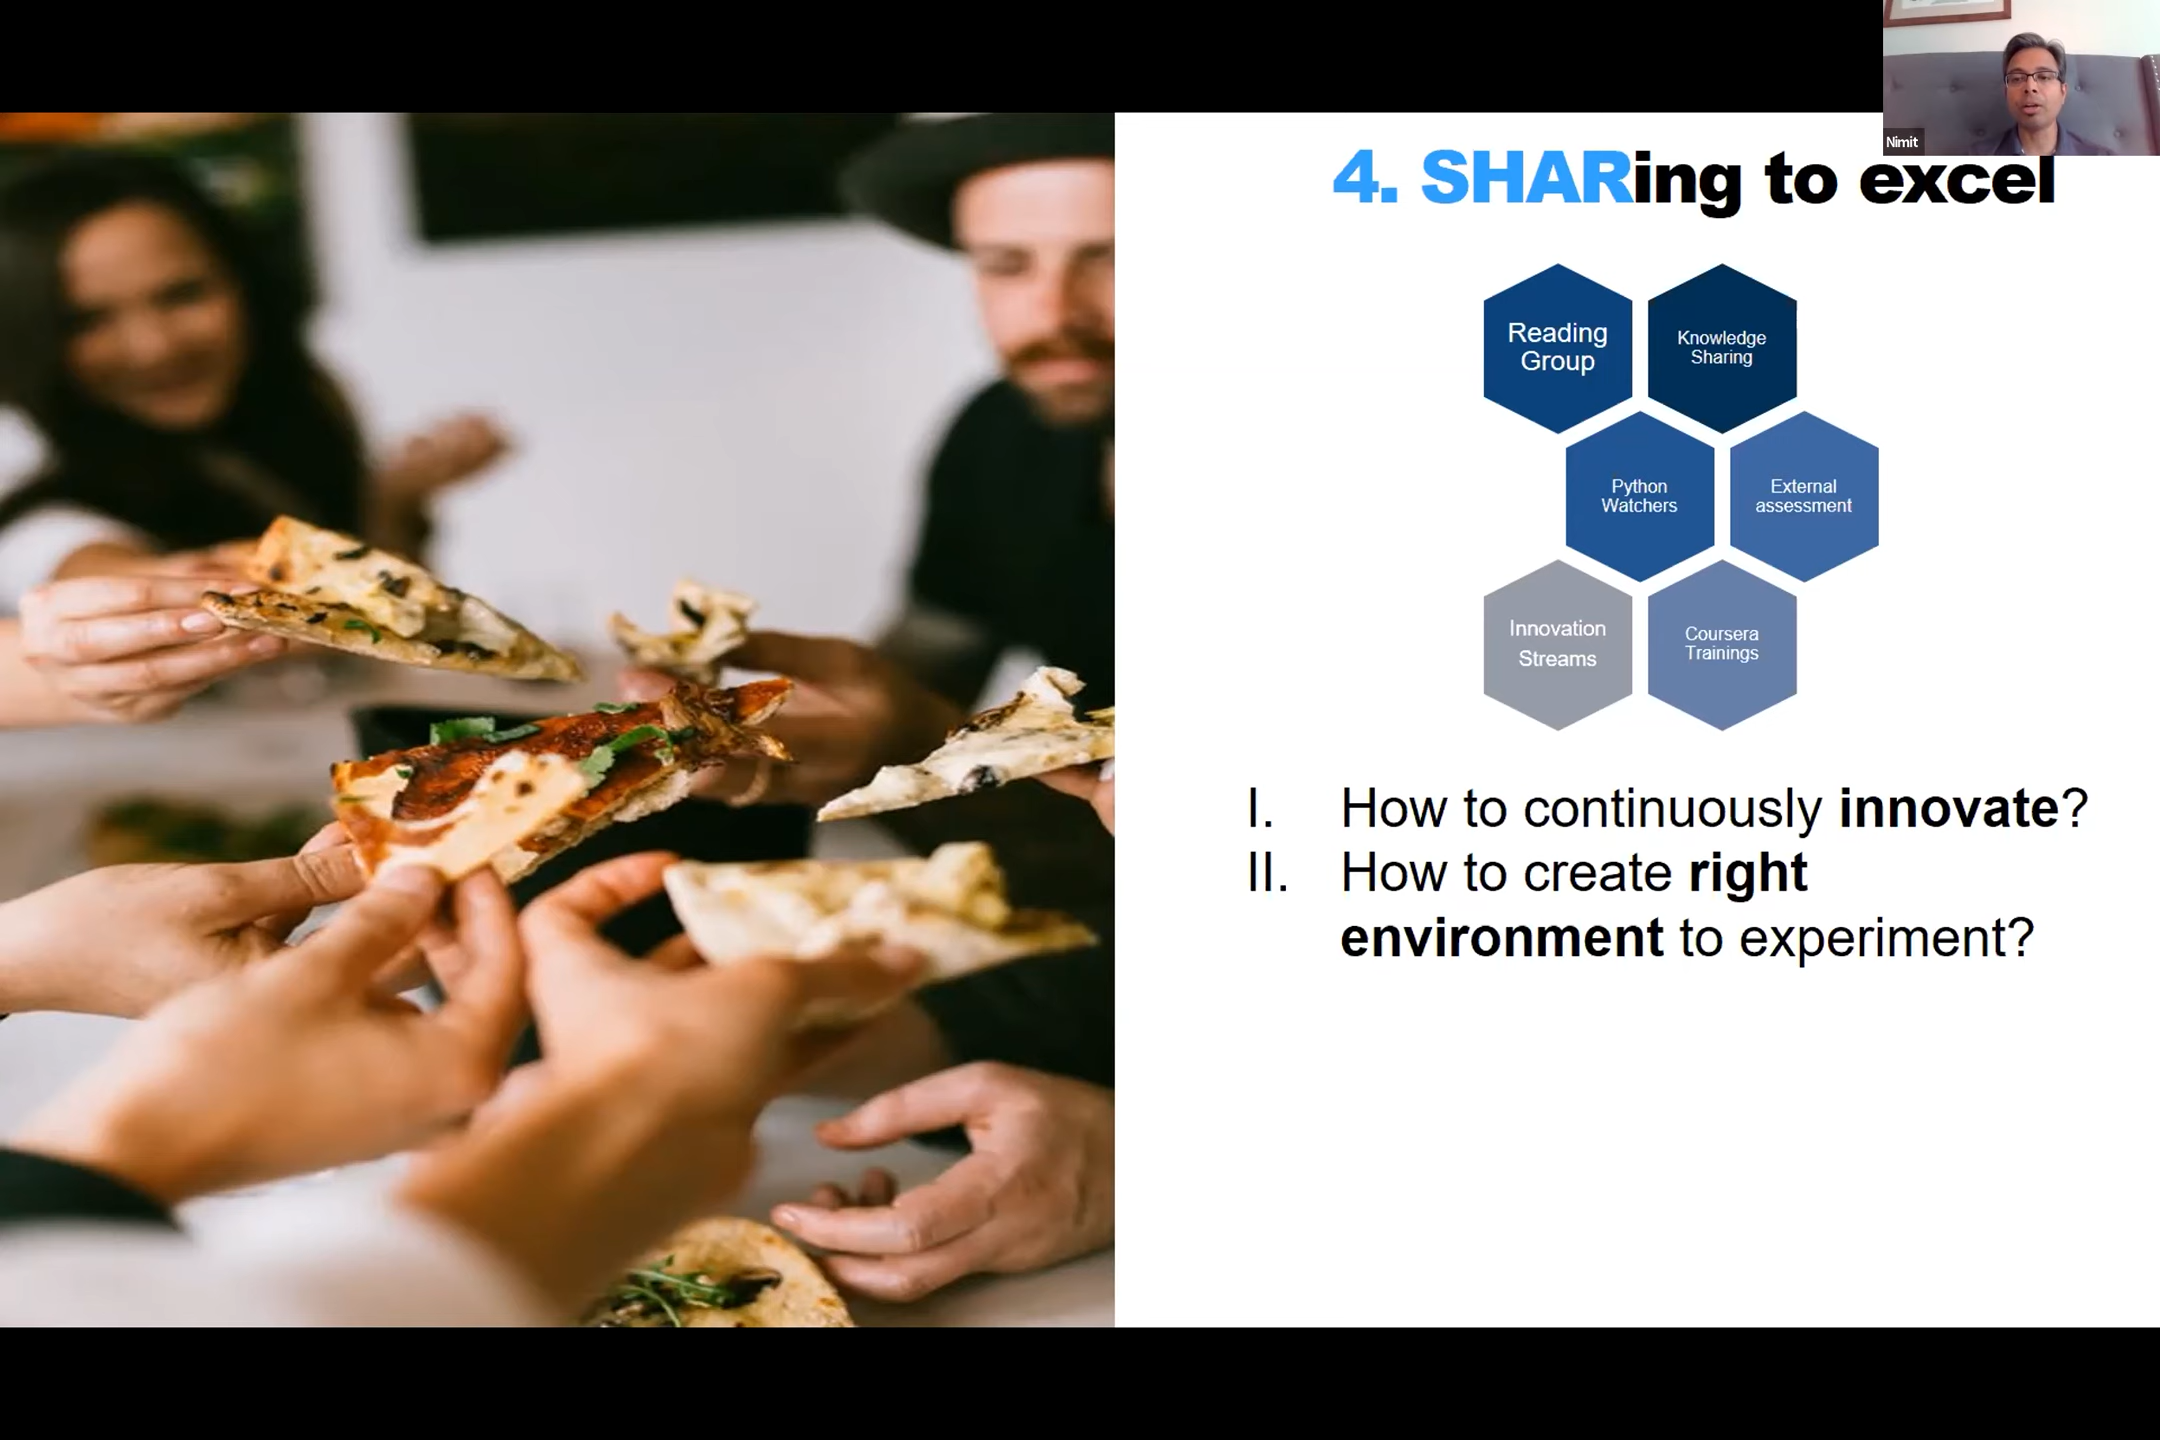 Nimit
4. SHARing to excel
Reading
Group
Knowledge
Sharing
Python
Watchers
External
assessment
Innovation
Streams
Coursera
Trainings
I. How to continuously innovate?
II. How to create right
environment to experiment?